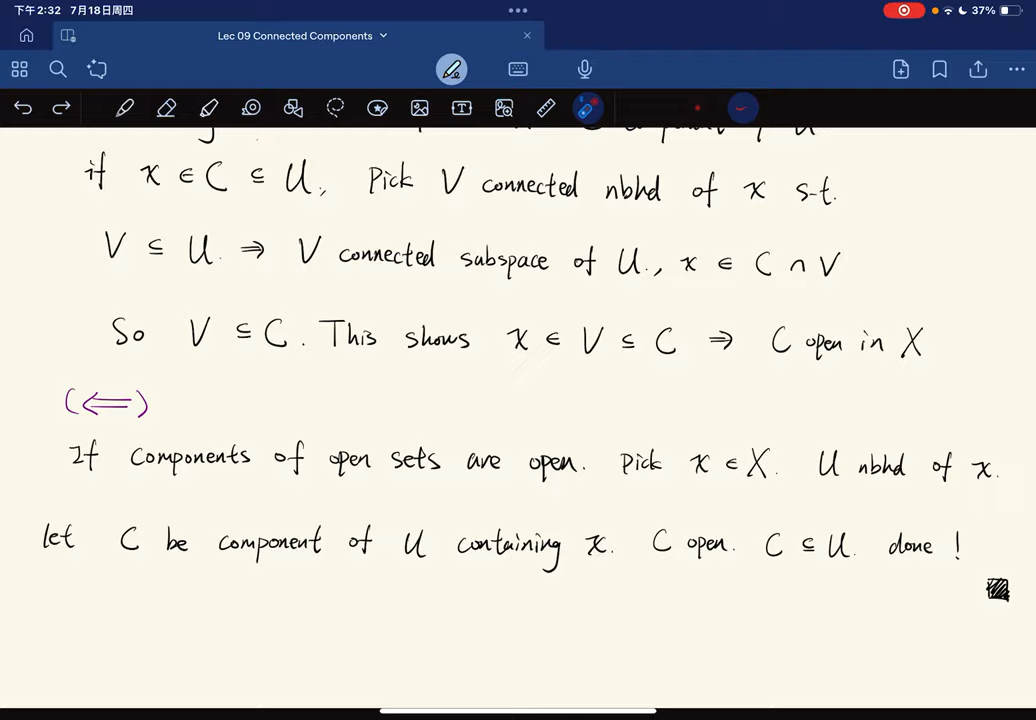 下午2:32 7月18日周四
37%
Lec 09 Connected Components
if x ∈ C ⊆ U, Pick V connected nbhd of x s.t.
V ⊆ U. ⇒ V connected subspace of U., x ∈ C ∩ V
So V ⊆ C. This shows x ∈ V ⊆ C ⇒ C open in X
(⇐)
If components of open sets are open. Pick x ∈ X. U nbhd of x.
let C be component of U containing x. C open. C ⊆ U. done !